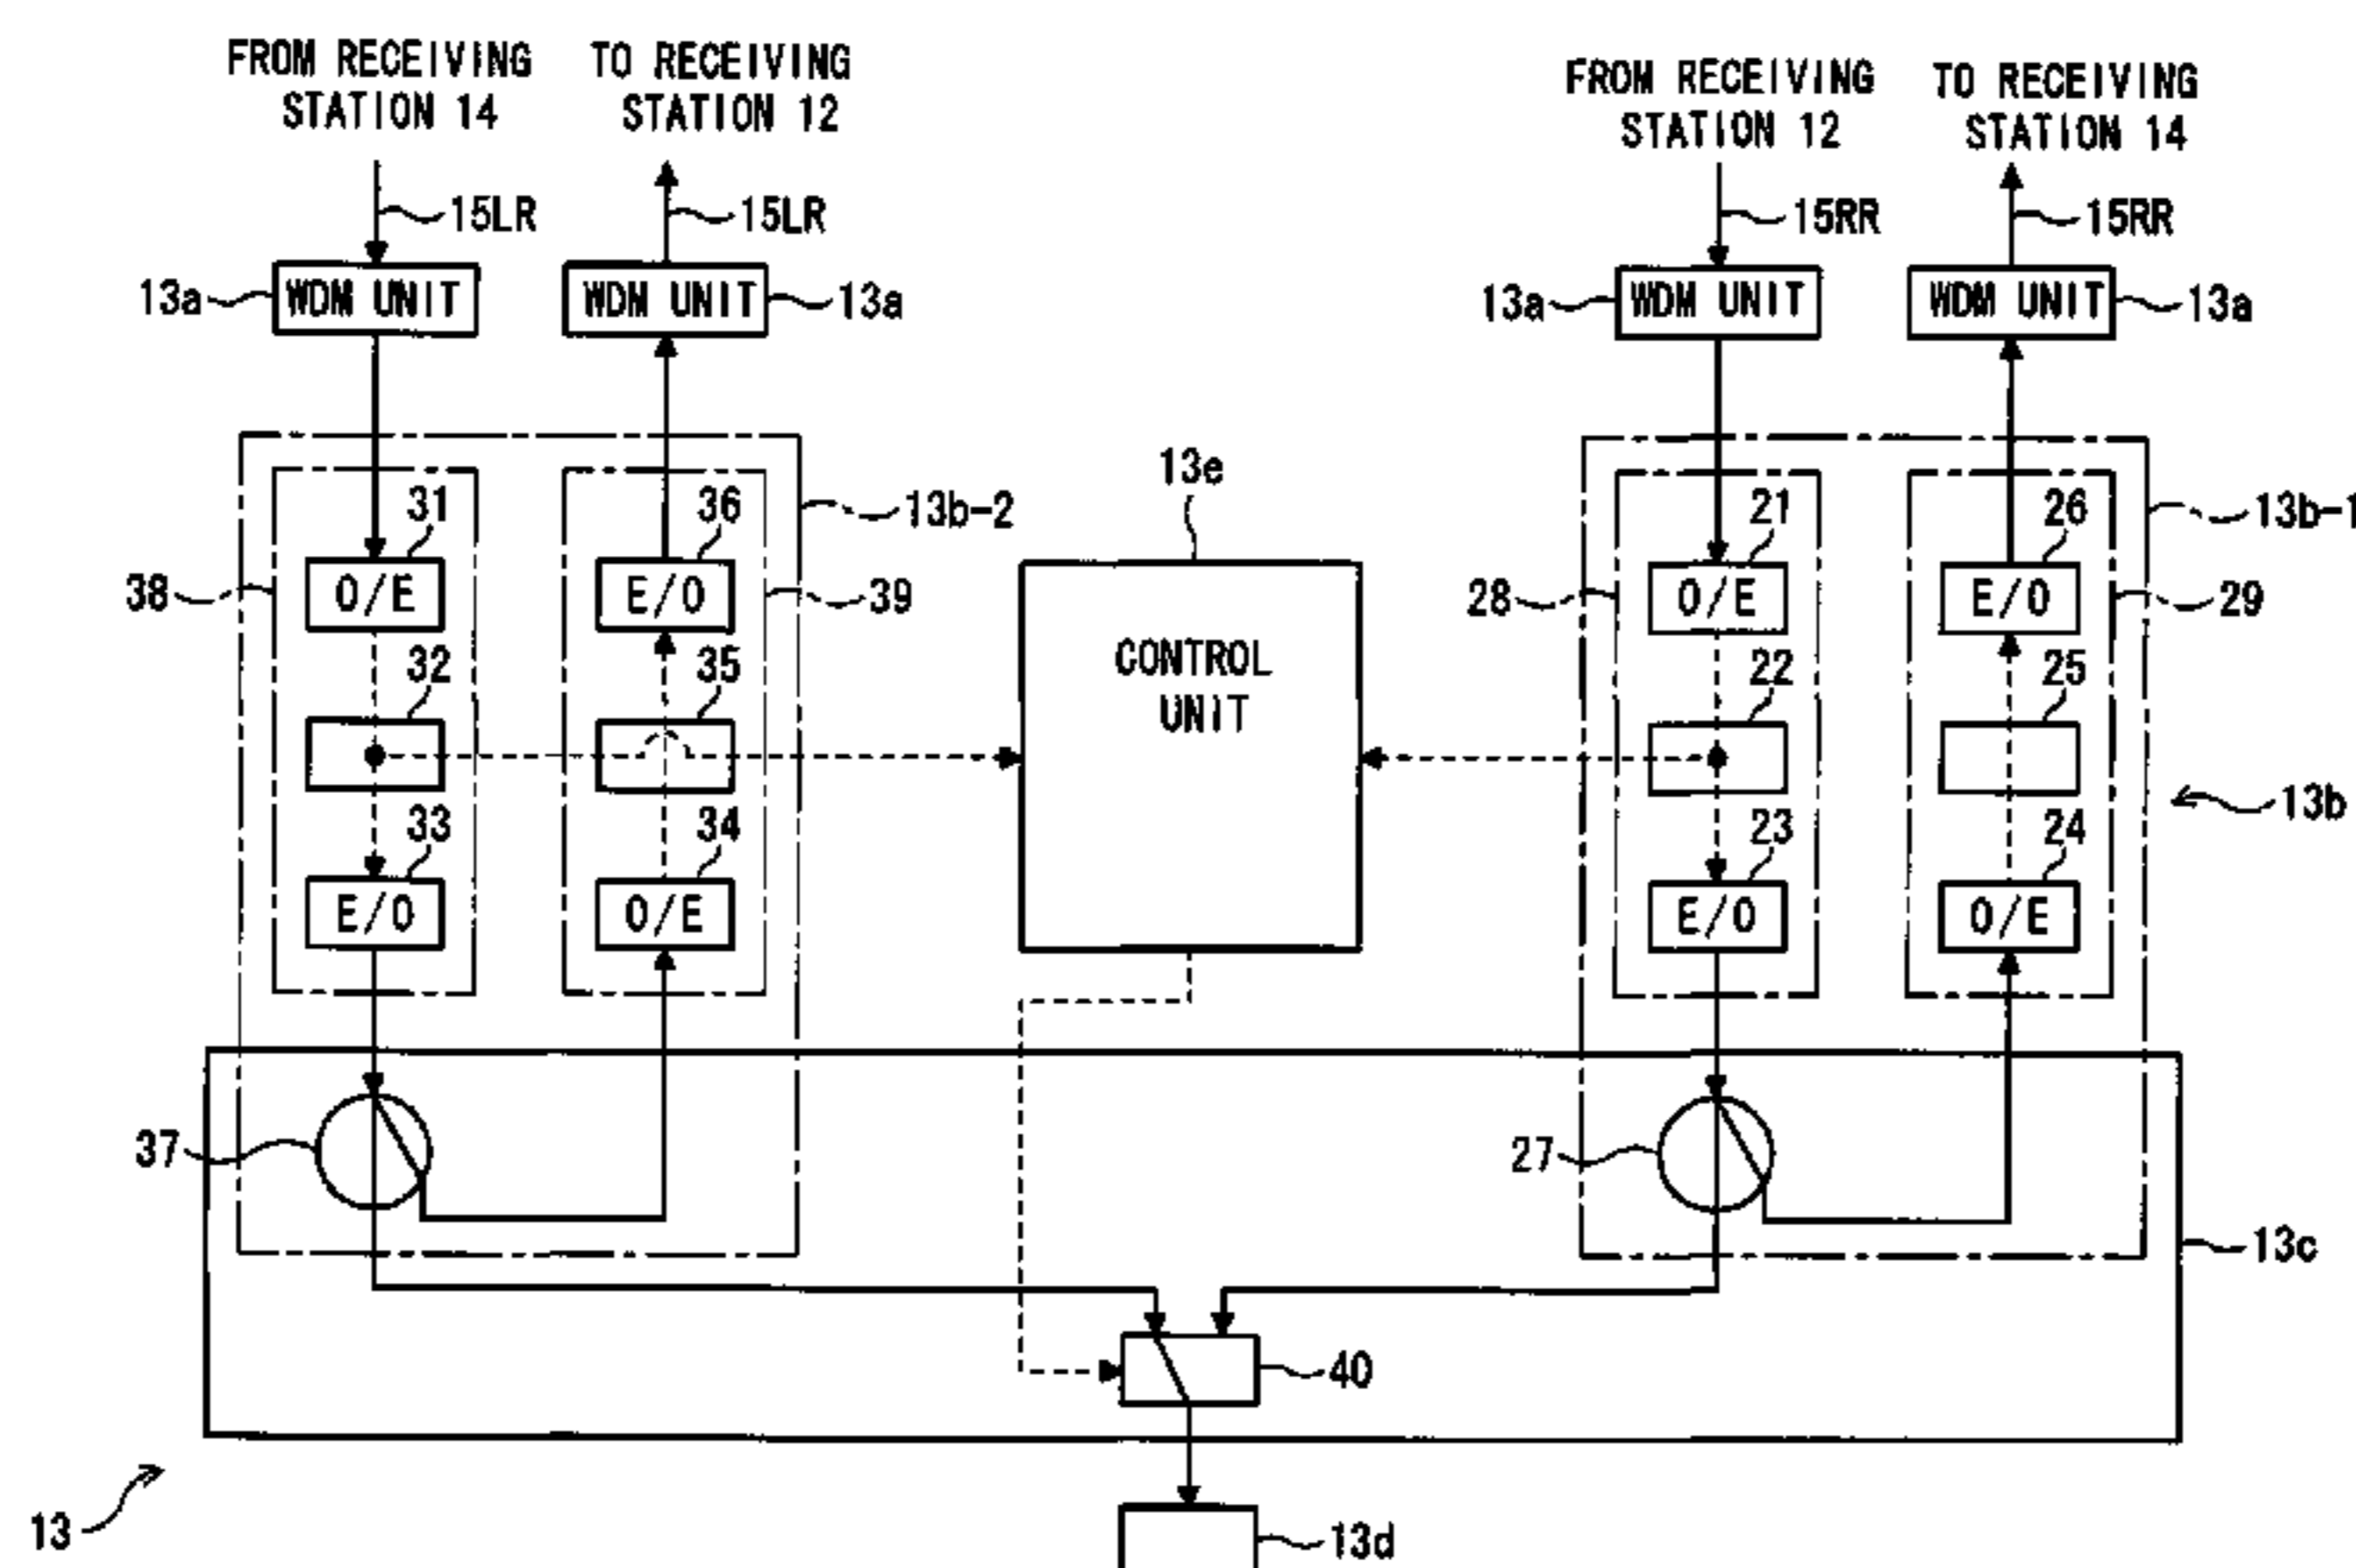 FROM RECEIVING
STATION 14
TO RECEIVING
STATION 12
FROM RECEIVING
STATION 12
TO RECEIVING
STATION 14
15LR
15LR
15RR
15RR
13a
WDM UNIT
WDM UNIT
13a
13a
WDM UNIT
WDM UNIT
13a
13e
31
36
13b-2
21
26
13b-1
38
O/E
E/O
39
28
O/E
E/O
29
32
35
CONTROL
UNIT
22
25
33
34
23
24
13b
E/O
O/E
E/O
O/E
37
27
13c
40
13
13d